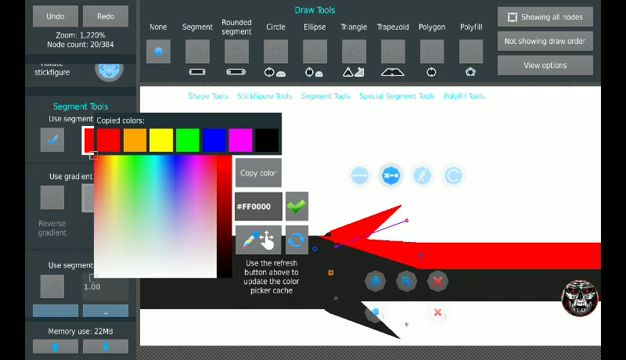 Undo
Redo
Zoom: 1,220%
Node count: 20/384
Rotate
stickfigure
Segment Tools
Use segment
Use gradient
Reverse
gradient
Use segm
1.00
Memory use: 22MB
Draw Tools
None
Segment
Rounded
segment
Circle
Ellipse
Triangle
Trapezoid
Polygon
Polyfill
Showing all nodes
Not showing draw order
View options
Shape Tools
Stickfigure Tools
Segment Tools
Special Segment Tools
Polyfill Tools
Copied colors:
Copy color
#FF0000
Use the refresh
button above to
update the color
picker cache